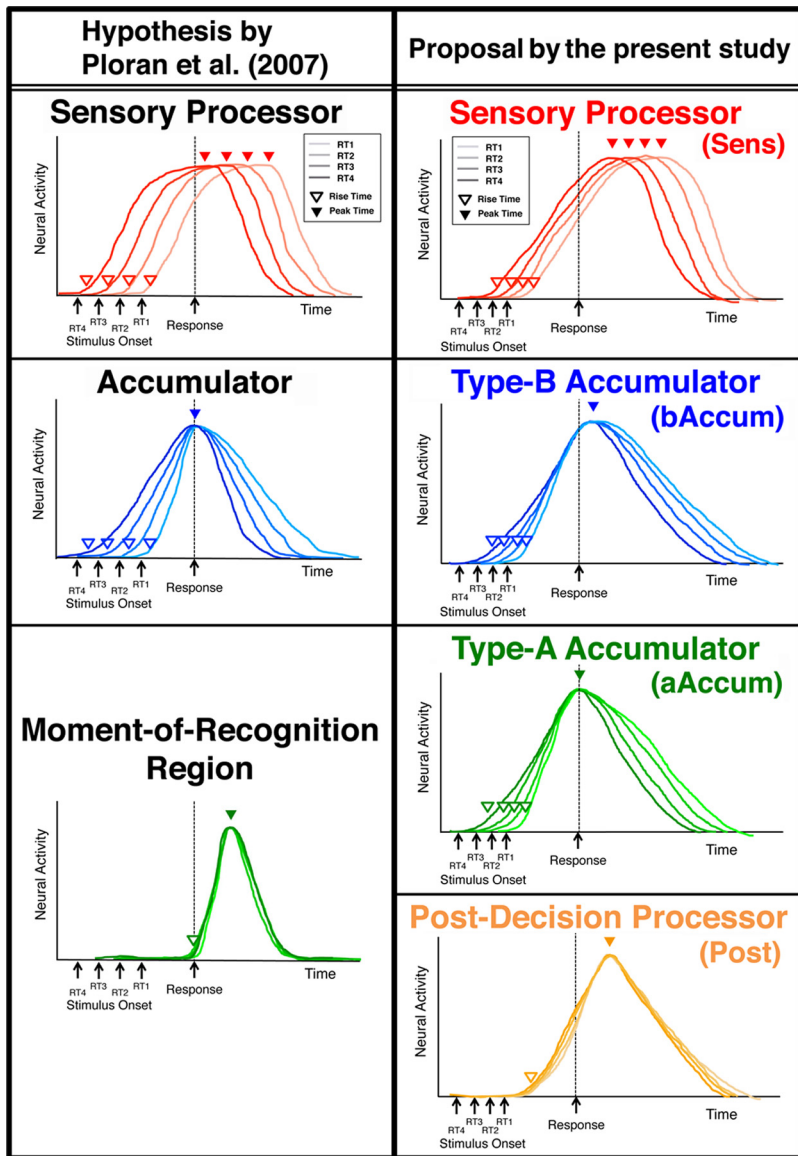 Hypothesis by
Ploran et al. (2007)
Proposal by the present study
Sensory Processor
Neural Activity
RT1
RT2
RT3
RT4
Rise Time
Peak Time
RT4
RT3
RT2
RT1
Stimulus Onset
Response
Time
Sensory Processor
(Sens)
Neural Activity
RT1
RT2
RT3
RT4
Rise Time
Peak Time
RT4
RT3
RT2
RT1
Stimulus Onset
Response
Time
Accumulator
Neural Activity
RT4
RT3
RT2
RT1
Stimulus Onset
Response
Time
Type-B Accumulator
(bAccum)
Neural Activity
RT4
RT3
RT2
RT1
Stimulus Onset
Response
Time
Moment-of-Recognition
Region
Neural Activity
RT4
RT3
RT2
RT1
Stimulus Onset
Response
Time
Type-A Accumulator
(aAccum)
Neural Activity
RT4
RT3
RT2
RT1
Stimulus Onset
Response
Time
Post-Decision Processor
(Post)
Neural Activity
RT4
RT3
RT2
RT1
Stimulus Onset
Response
Time